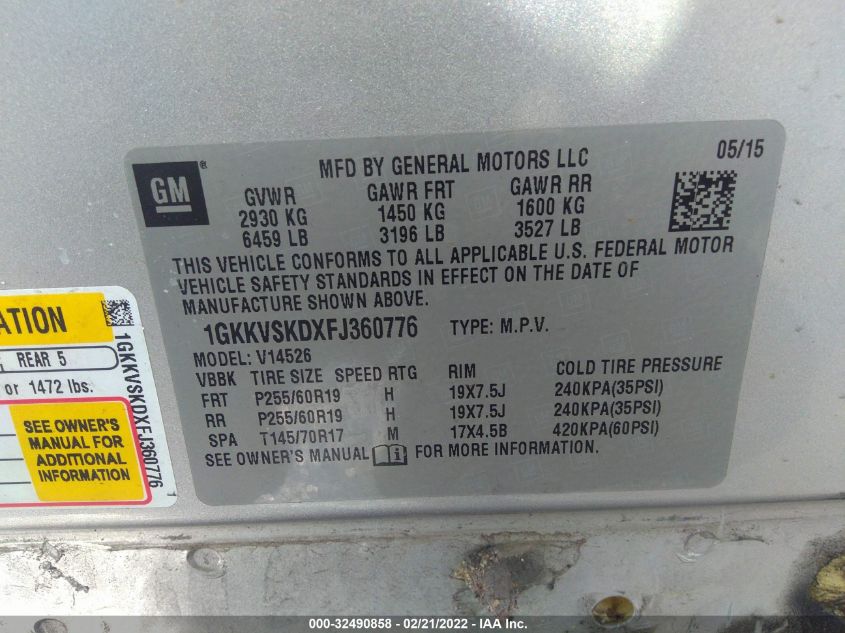 GM®
MFD BY GENERAL MOTORS LLC
05/15
GVWR GAWR FRT GAWR RR
2930 KG 1450 KG 1600 KG
6459 LB 3196 LB 3527 LB
THIS VEHICLE CONFORMS TO ALL APPLICABLE U.S. FEDERAL MOTOR
VEHICLE SAFETY STANDARDS IN EFFECT ON THE DATE OF
MANUFACTURE SHOWN ABOVE.
1GKKVSKDXFJ360776 TYPE: M.P.V.
MODEL: V14526
VBBK TIRE SIZE SPEED RTG RIM COLD TIRE PRESSURE
FRT P255/60R19 H 19X7.5J 240KPA(35PSI)
RR P255/60R19 H 19X7.5J 240KPA(35PSI)
SPA T145/70R17 M 17X4.5B 420KPA(60PSI)
SEE OWNER'S MANUAL i FOR MORE INFORMATION.
ATION
REAR 5
or 1472 lbs.
SEE OWNER'S
MANUAL FOR
ADDITIONAL
INFORMATION
1GKKVSKDXFJ360776
1
000-32490858 - 02/21/2022 - IAA Inc.